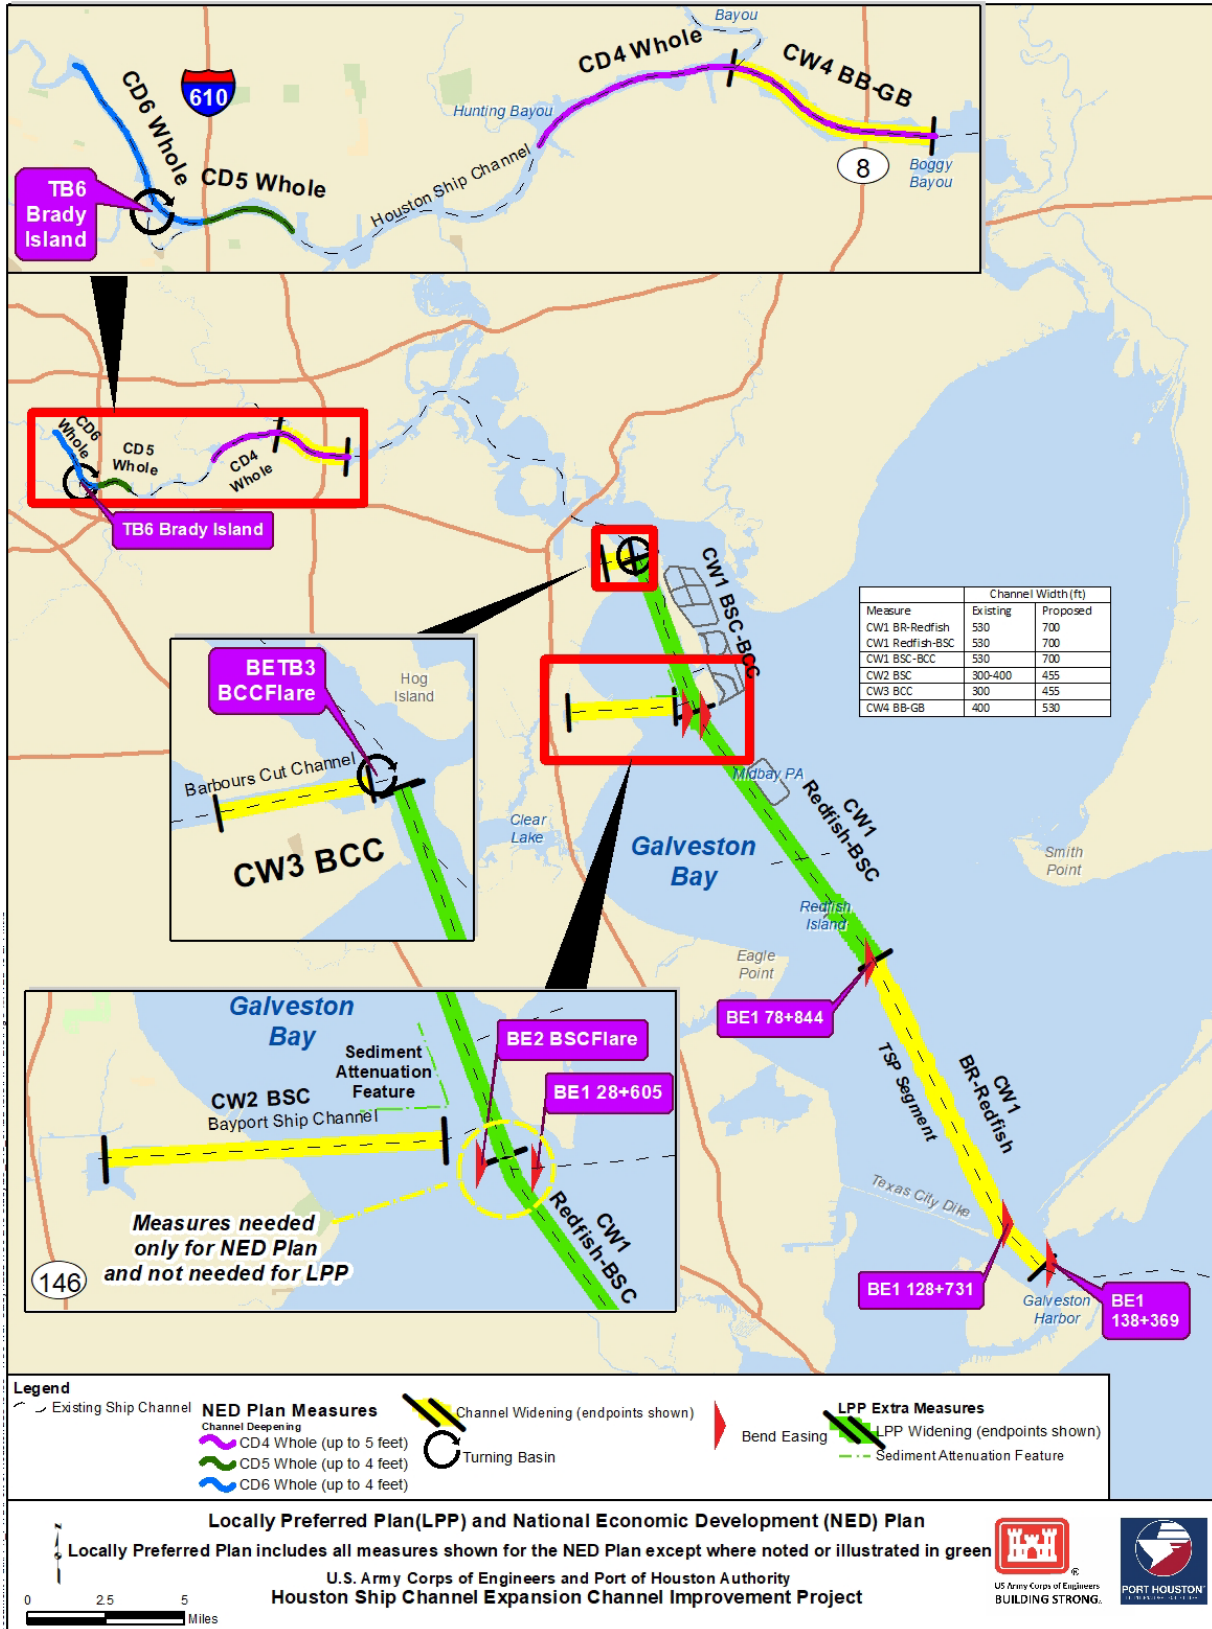 Bayou
CD4 Whole
CW4 BB-GB
610
CD6 Whole
Hunting Bayou
Houston Ship Channel
8
Boggy
Bayou
TB6
Brady
Island
CD5 Whole
CD6
Whole
CD5
Whole
CD4
Whole
TB6 Brady Island
CW1 BSC-BCC
Channel Width(ft)
Measure Existing Proposed
CW1 BR-Redfish 530 700
CW1 Redfish-BSC 530 700
CW1 BSC-BCC 530 700
CW2 BSC 300-400 455
CW3 BCC 300 455
CW4 BB-GB 400 530
BETB3
BCCFlare
Hog
Island
Barbours Cut Channel
CW3 BCC
Midbay PA
CW1
Redfish-BSC
Clear
Lake
Galveston
Bay
Smith
Point
Redfish
Island
Eagle
Point
BE1 78+844
TSP Segment
CW1
BR-Redfish
Texas City Dike
BE1 128+731
Galveston
Harbor
BE1
138+369
Galveston
Bay
Sediment
Attenuation
Feature
BE2 BSCFlare
BE1 28+605
CW2 BSC
Bayport Ship Channel
Measures needed
only for NED Plan
and not needed for LPP
CW1
Redfish-BSC
146
Legend
Existing Ship Channel
NED Plan Measures
Channel Deepening
CD4 Whole (up to 5 feet)
CD5 Whole (up to 4 feet)
CD6 Whole (up to 4 feet)
Channel Widening (endpoints shown)
Turning Basin
Bend Easing
LPP Extra Measures
LPP Widening (endpoints shown)
Sediment Attenuation Feature
Locally Preferred Plan(LPP) and National Economic Development (NED) Plan
Locally Preferred Plan includes all measures shown for the NED Plan except where noted or illustrated in green
U.S. Army Corps of Engineers and Port of Houston Authority
Houston Ship Channel Expansion Channel Improvement Project
N
0 2.5 5
Miles
US Army Corps of Engineers
BUILDING STRONG®
PORT HOUSTON